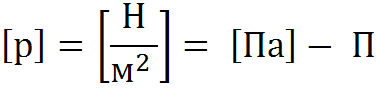 [p] = [Н/м²] = [Па] − П